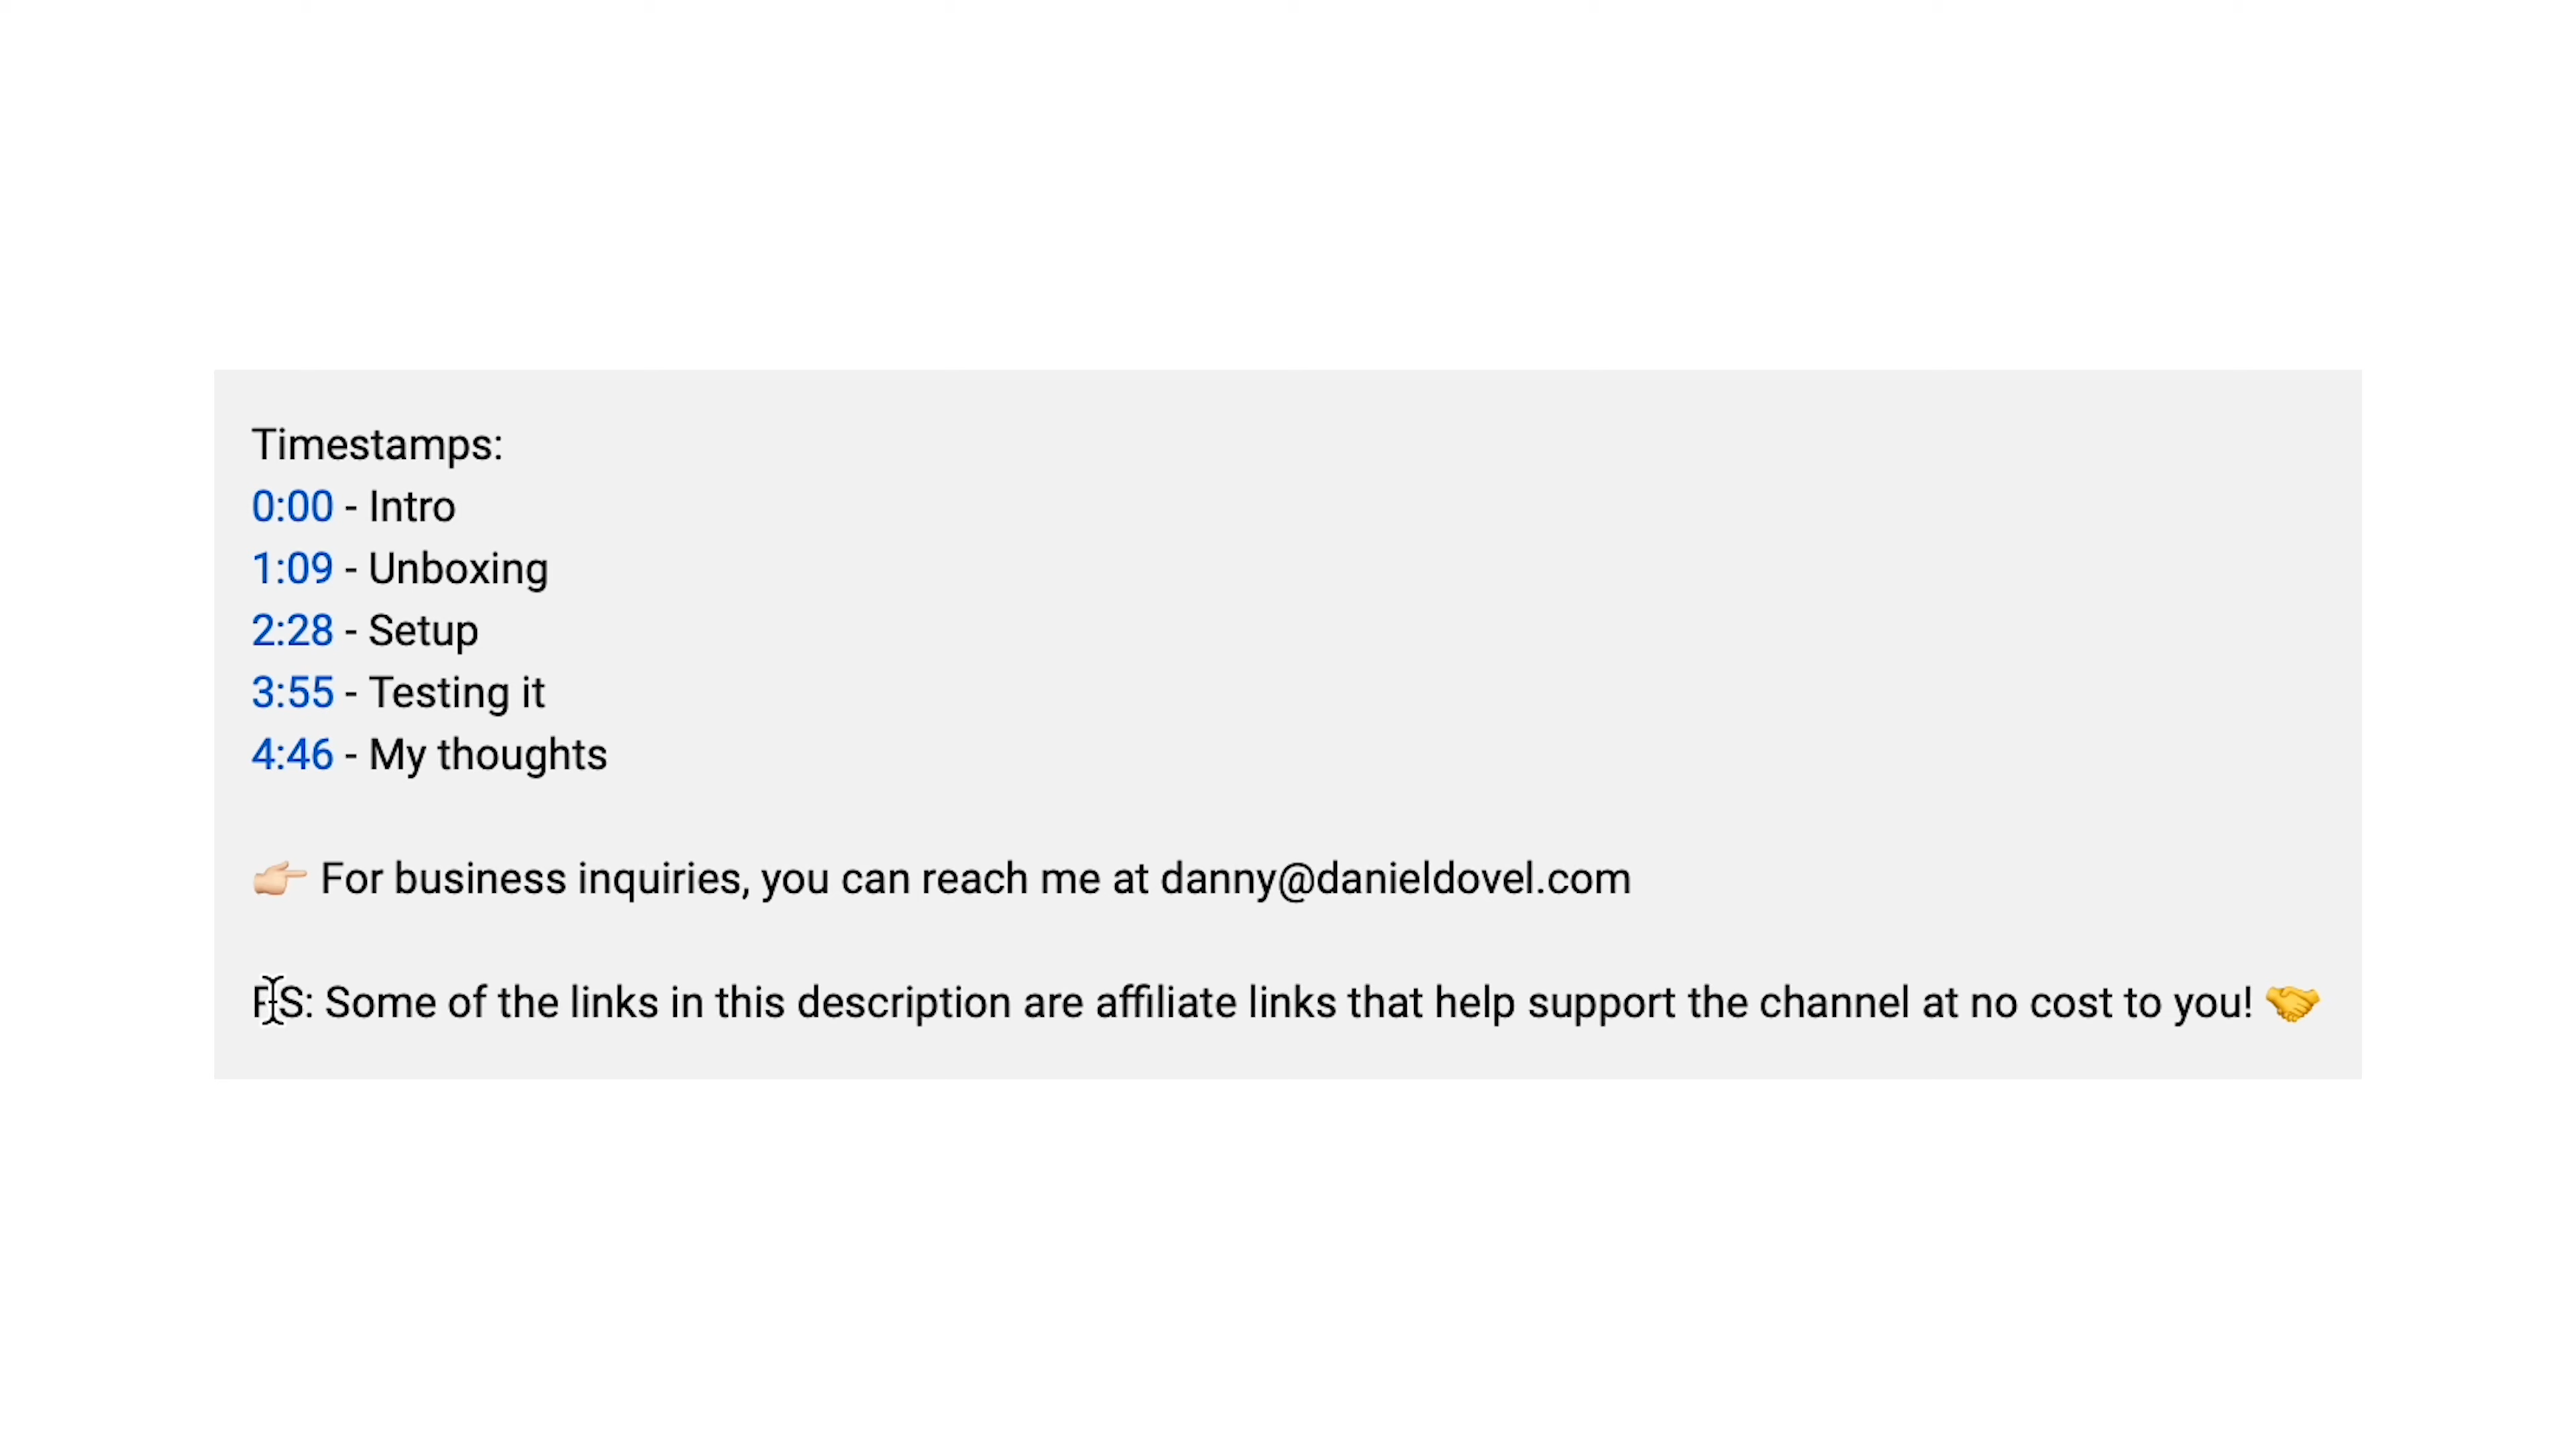 Timestamps:
0:00 - Intro
1:09 - Unboxing
2:28 - Setup
3:55 - Testing it
4:46 - My thoughts
👉🏻 For business inquiries, you can reach me at danny@danieldovel.com
PS: Some of the links in this description are affiliate links that help support the channel at no cost to you! 🤝